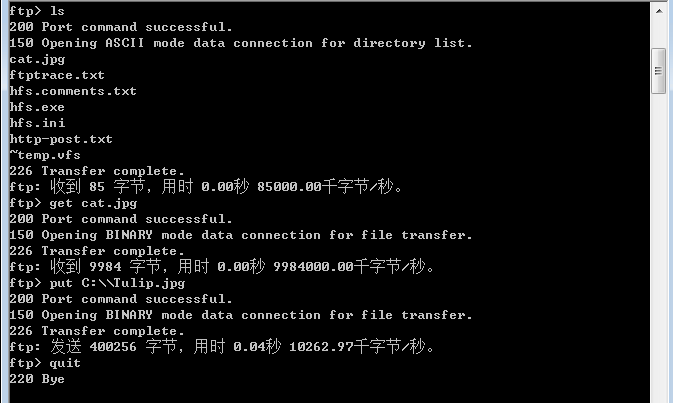 ftp> ls
200 Port command successful.
150 Opening ASCII mode data connection for directory list.
cat.jpg
ftptrace.txt
hfs.comments.txt
hfs.exe
hfs.ini
http-post.txt
~temp.vfs
226 Transfer complete.
ftp: 收到 85 字节，用时 0.00秒 85000.00千字节/秒。
ftp> get cat.jpg
200 Port command successful.
150 Opening BINARY mode data connection for file transfer.
226 Transfer complete.
ftp: 收到 9984 字节，用时 0.00秒 9984000.00千字节/秒。
ftp> put C:\\Tulip.jpg
200 Port command successful.
150 Opening BINARY mode data connection for file transfer.
226 Transfer complete.
ftp: 发送 400256 字节，用时 0.04秒 10262.97千字节/秒。
ftp> quit
220 Bye